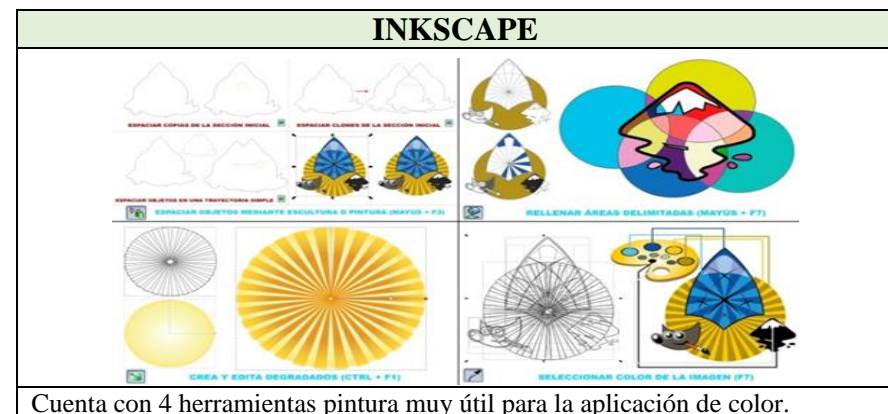 INKSCAPE
ESPACIAR COPIAS DE LA SECCIÓN INICIAL
ESPACIAR CLONES DE LA SECCIÓN INICIAL
ESPACIAR OBJETOS EN UNA TRAYECTORIA SIMPLE
ESPACIAR OBJETOS MEDIANTE ESCULTURA O PINTURA (MAYÚS + F3)
RELLENAR ÁREAS DELIMITADAS (MAYÚS + F7)
CREA Y EDITA DEGRADADOS (CTRL + F1)
SELECCIONAR COLOR DE LA IMAGEN (F7)
Cuenta con 4 herramientas pintura muy útil para la aplicación de color.